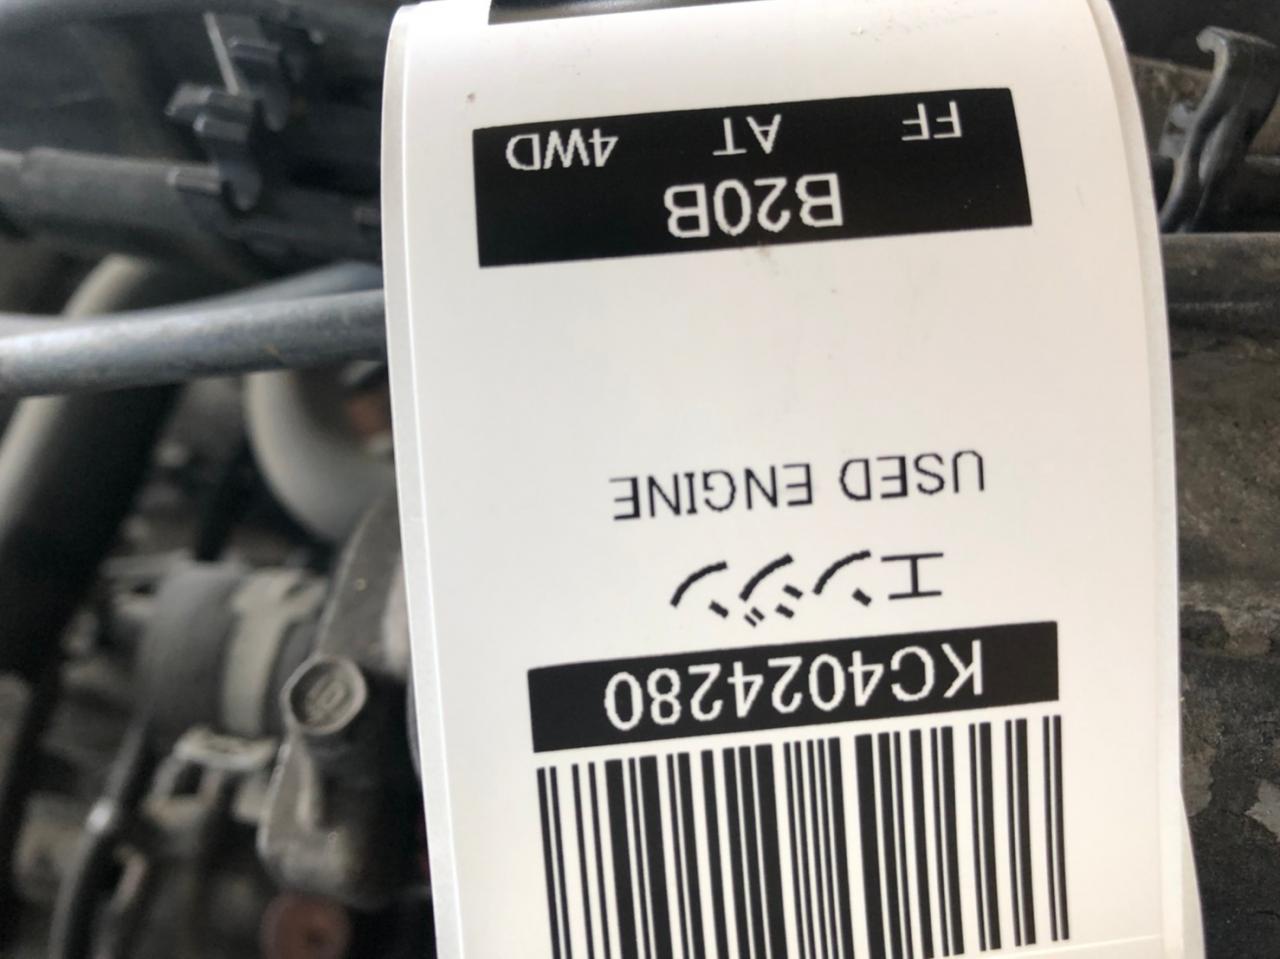 KC4024280
エンジン
USED ENGINE
B20B
FF AT 4WD